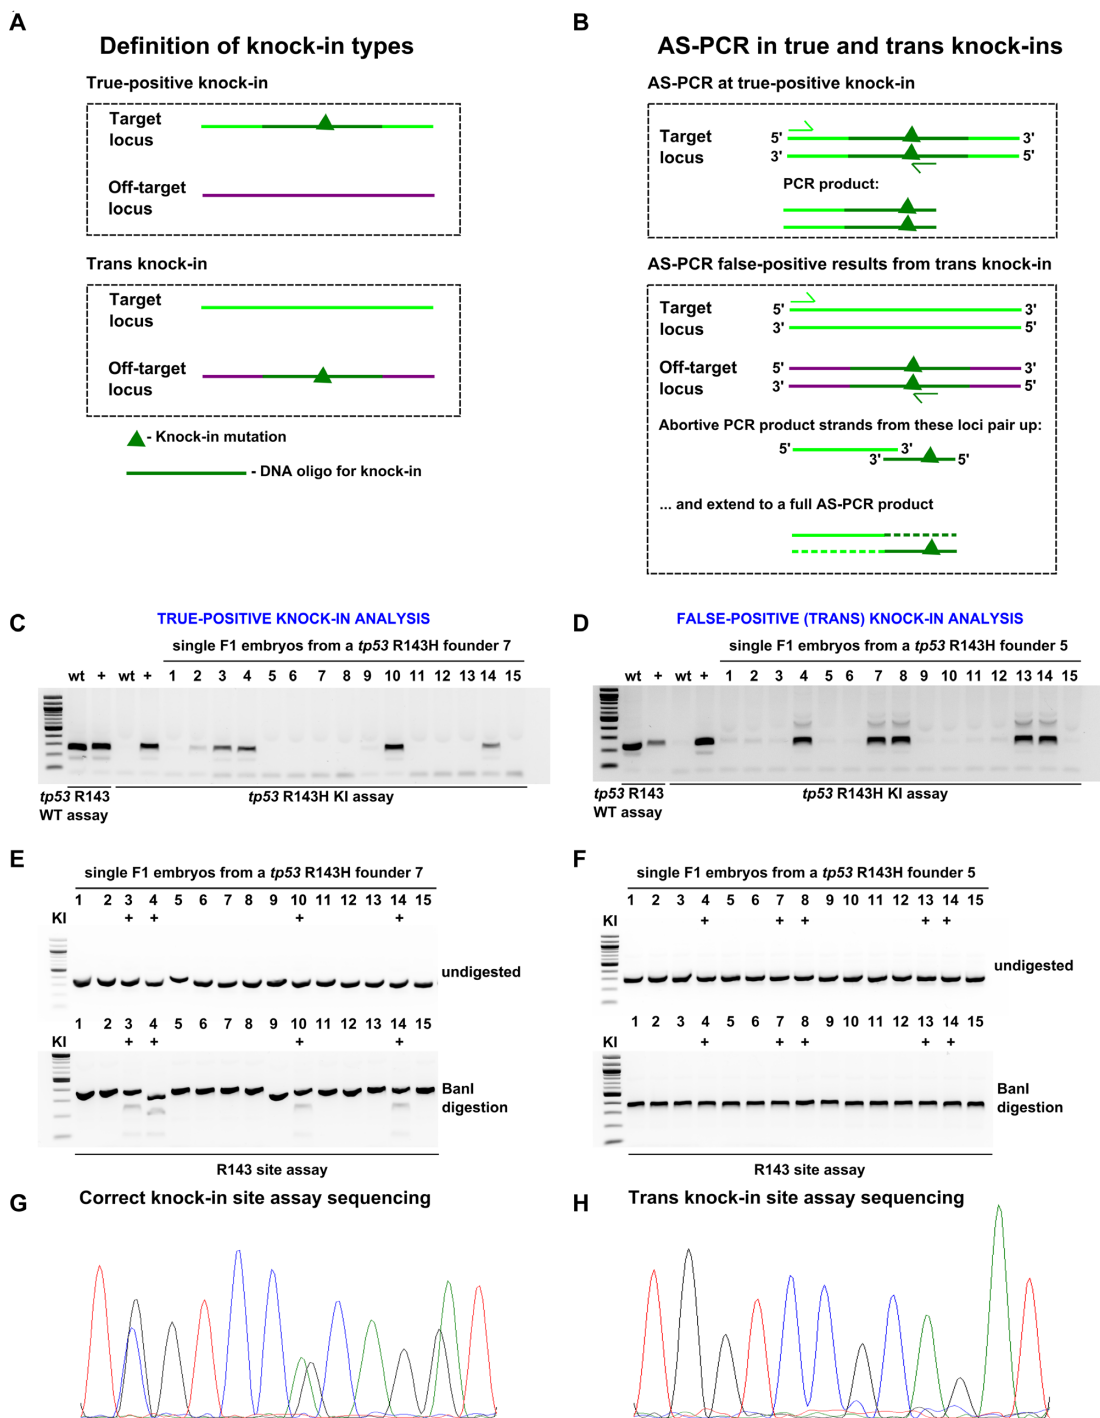 A
Definition of knock-in types
True-positive knock-in
Target
locus
Off-target
locus
Trans knock-in
Target
locus
Off-target
locus
- Knock-in mutation
- DNA oligo for knock-in
B
AS-PCR in true and trans knock-ins
AS-PCR at true-positive knock-in
Target
locus
5' 3'
3' 5'
PCR product:
AS-PCR false-positive results from trans knock-in
Target
locus
5' 3'
3' 5'
Off-target
locus
5' 3'
3' 5'
Abortive PCR product strands from these loci pair up:
5' 3'
3' 5'
... and extend to a full AS-PCR product
C
TRUE-POSITIVE KNOCK-IN ANALYSIS
single F1 embryos from a tp53 R143H founder 7
wt + wt + 1 2 3 4 5 6 7 8 9 10 11 12 13 14 15
tp53 R143
WT assay
tp53 R143H KI assay
D
FALSE-POSITIVE (TRANS) KNOCK-IN ANALYSIS
single F1 embryos from a tp53 R143H founder 5
wt + wt + 1 2 3 4 5 6 7 8 9 10 11 12 13 14 15
tp53 R143
WT assay
tp53 R143H KI assay
E
single F1 embryos from a tp53 R143H founder 7
1 2 3 4 5 6 7 8 9 10 11 12 13 14 15
KI + + + +
undigested
1 2 3 4 5 6 7 8 9 10 11 12 13 14 15
KI + + + +
BanI
digestion
R143 site assay
F
single F1 embryos from a tp53 R143H founder 5
1 2 3 4 5 6 7 8 9 10 11 12 13 14 15
KI + + + + +
undigested
1 2 3 4 5 6 7 8 9 10 11 12 13 14 15
KI + + + + +
BanI
digestion
R143 site assay
G
Correct knock-in site assay sequencing
H
Trans knock-in site assay sequencing